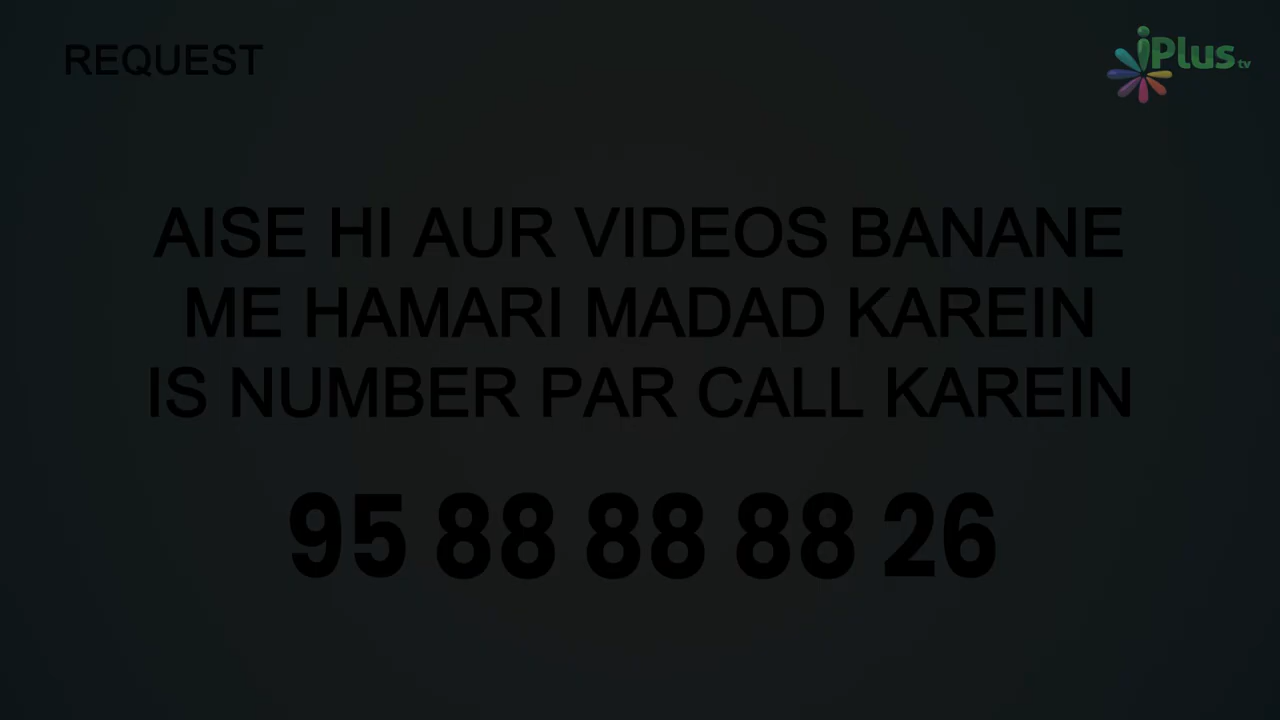 REQUEST
iPlus tv
AISE HI AUR VIDEOS BANANE
ME HAMARI MADAD KAREIN
IS NUMBER PAR CALL KAREIN
95 88 88 88 26